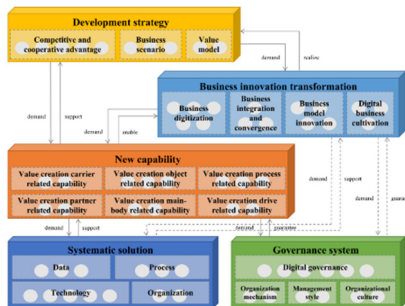 Development strategy
Competitive and
cooperative advantage
Business
scenario
Value
model
demand
realize
Business innovation transformation
Business
digitization
Business
integration and
convergence
Business
model
innovation
Digital
business
cultivation
demand
support
demand
enable
New capability
Value creation carrier
related capability
Value creation object
related capability
Value creation process
related capability
Value creation partner
related capability
Value creation main-
body related capability
Value creation drive
related capability
demand
support
demand
guarantee
demand
support
demand
guara
Systematic solution
Data
Process
Technology
Organization
Governance system
Digital governance
Organization
mechanism
Management
style
Organizational
culture